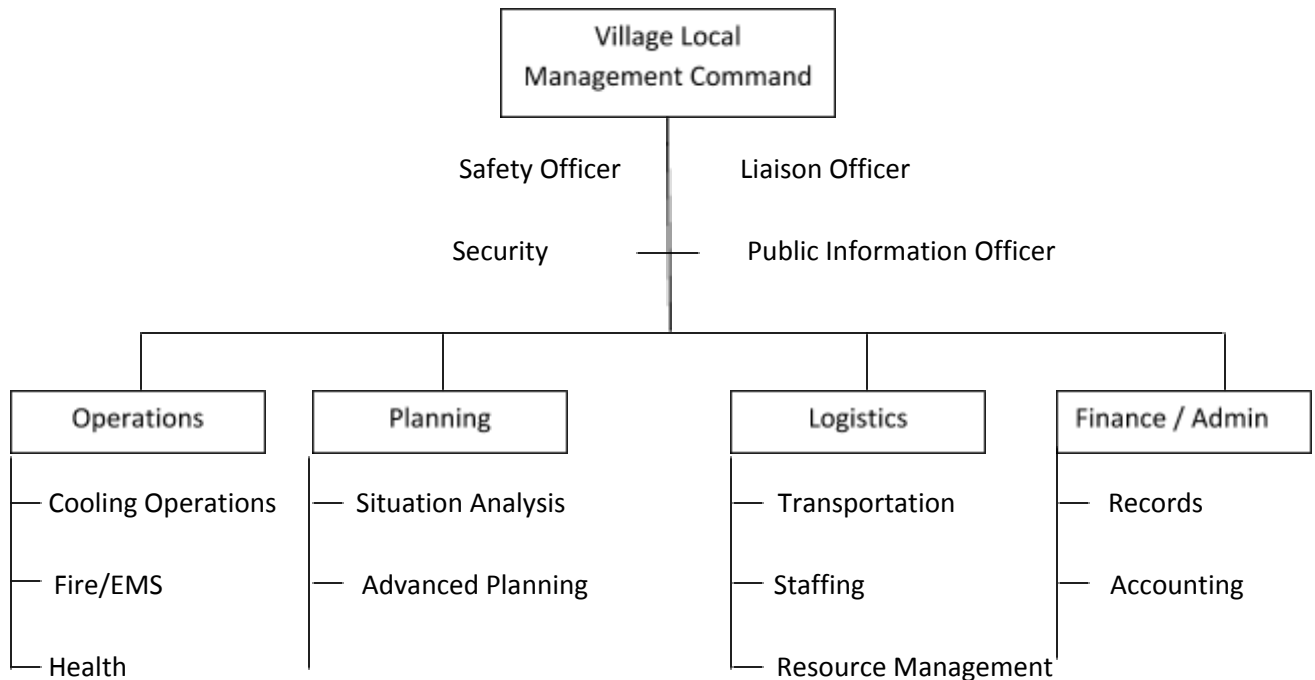 Village Local
Management Command
Safety Officer
Liaison Officer
Security
Public Information Officer
Operations
Planning
Logistics
Finance / Admin
Cooling Operations
Situation Analysis
Transportation
Records
Fire/EMS
Advanced Planning
Staffing
Accounting
Health
Resource Management